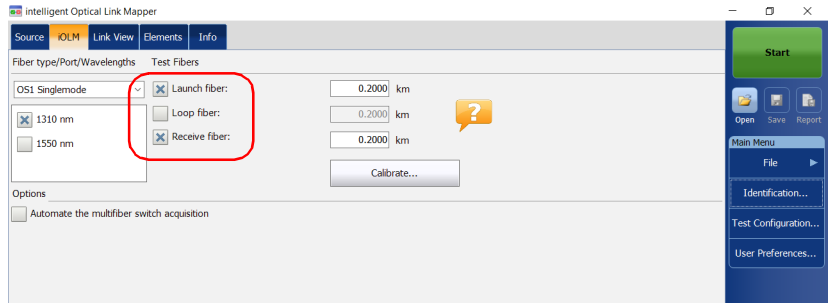 intelligent Optical Link Mapper
Source iOLM Link View Elements Info
Fiber type/Port/Wavelengths Test Fibers
OS1 Singlemode
1310 nm
1550 nm
Launch fiber: 0.2000 km
Loop fiber: 0.2000 km
Receive fiber: 0.2000 km
?
Calibrate...
Options
Automate the multifiber switch acquisition
Start
Open Save Report
Main Menu
File
Identification...
Test Configuration...
User Preferences...